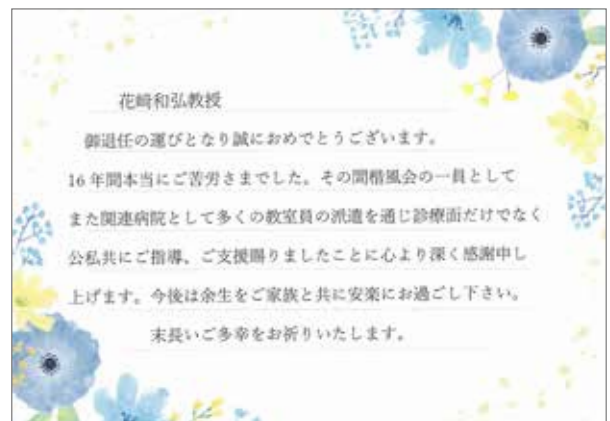 花﨑和弘教授
御退任の運びとなり誠におめでとうございます。
16年間本当にご苦労さまでした。その間楷風会の一員として
また関連病院として多くの教室員の派遣を通じ診療面だけでなく
公私共にご指導、ご支援賜りましたことに心より深く感謝申し
上げます。今後は余生をご家族と共に安楽にお過ごし下さい。
末長いご多幸をお祈りいたします。